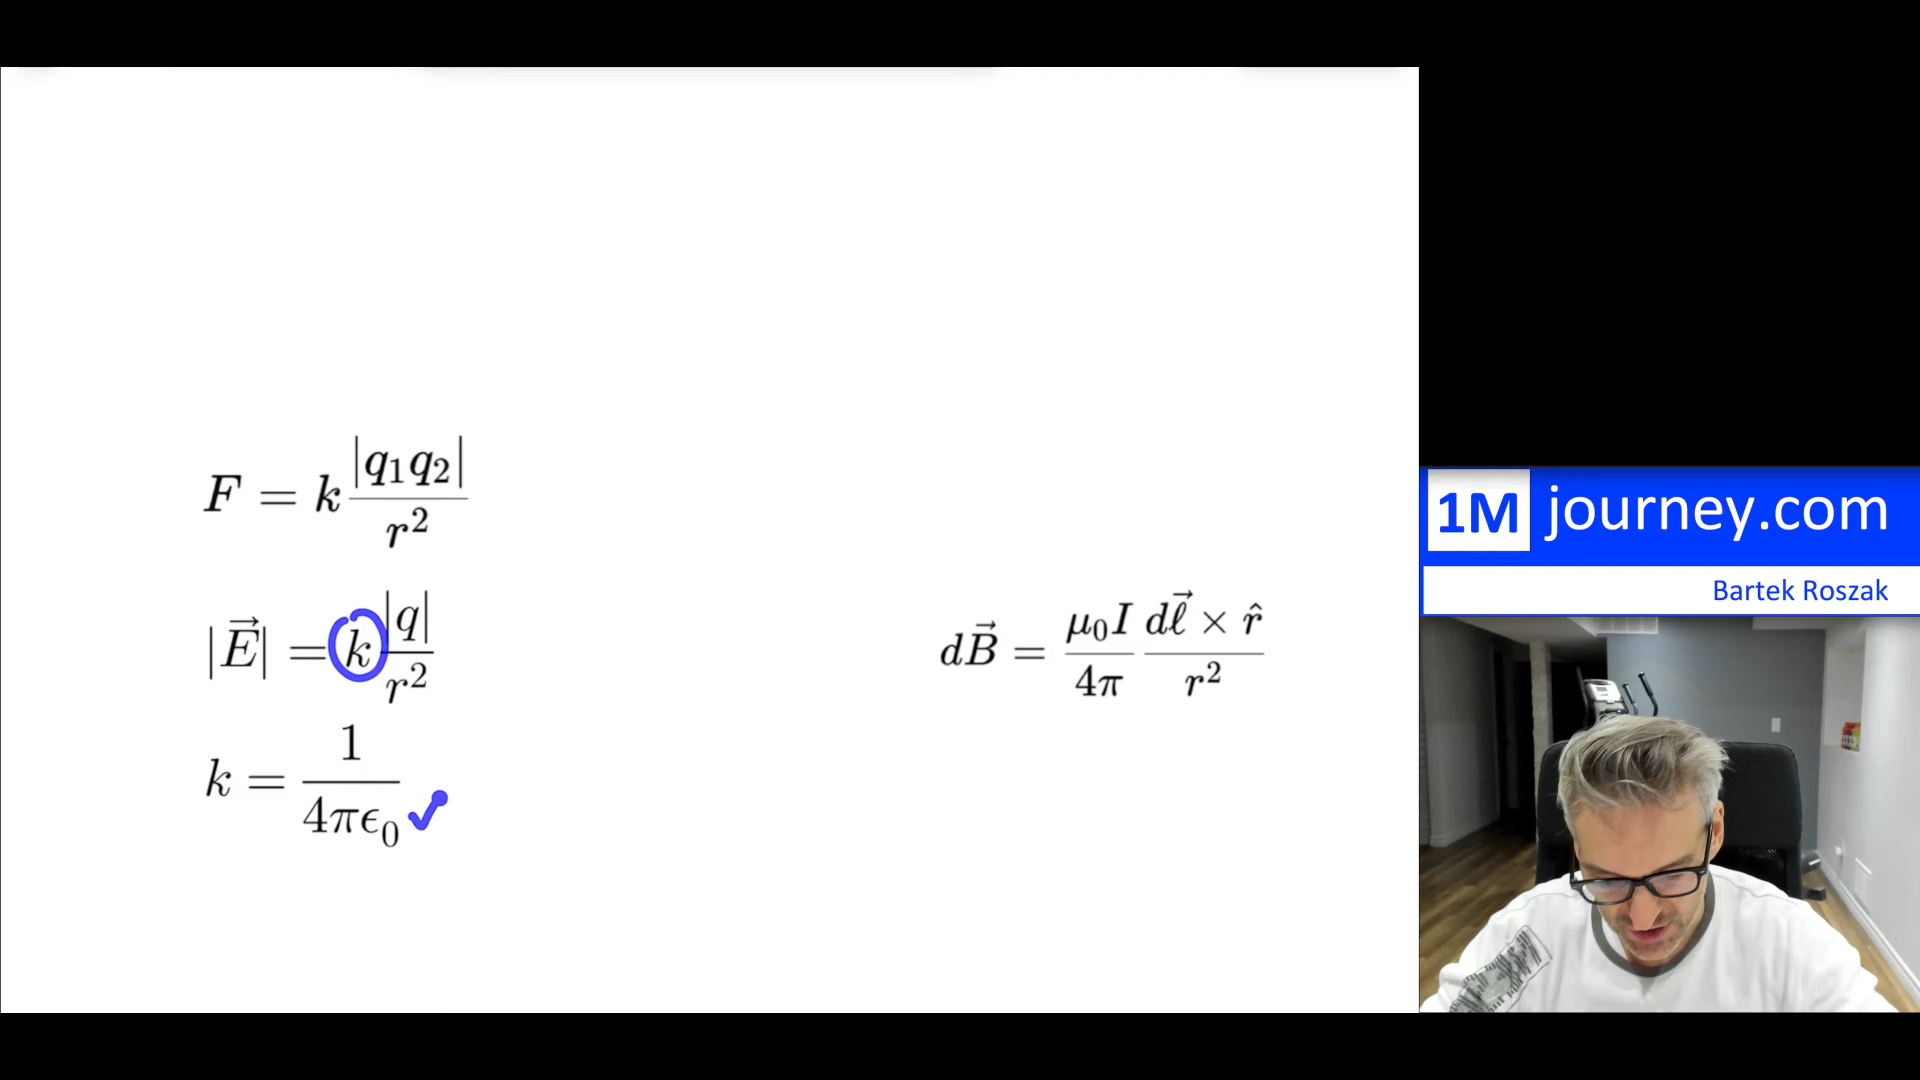 F = k |q₁q₂| / r²
|E⃗| = k |q| / r²
k = 1 / 4πϵ₀
dB⃗ = μ₀I / 4π dℓ⃗ × r̂ / r²
1M journey.com
Bartek Roszak